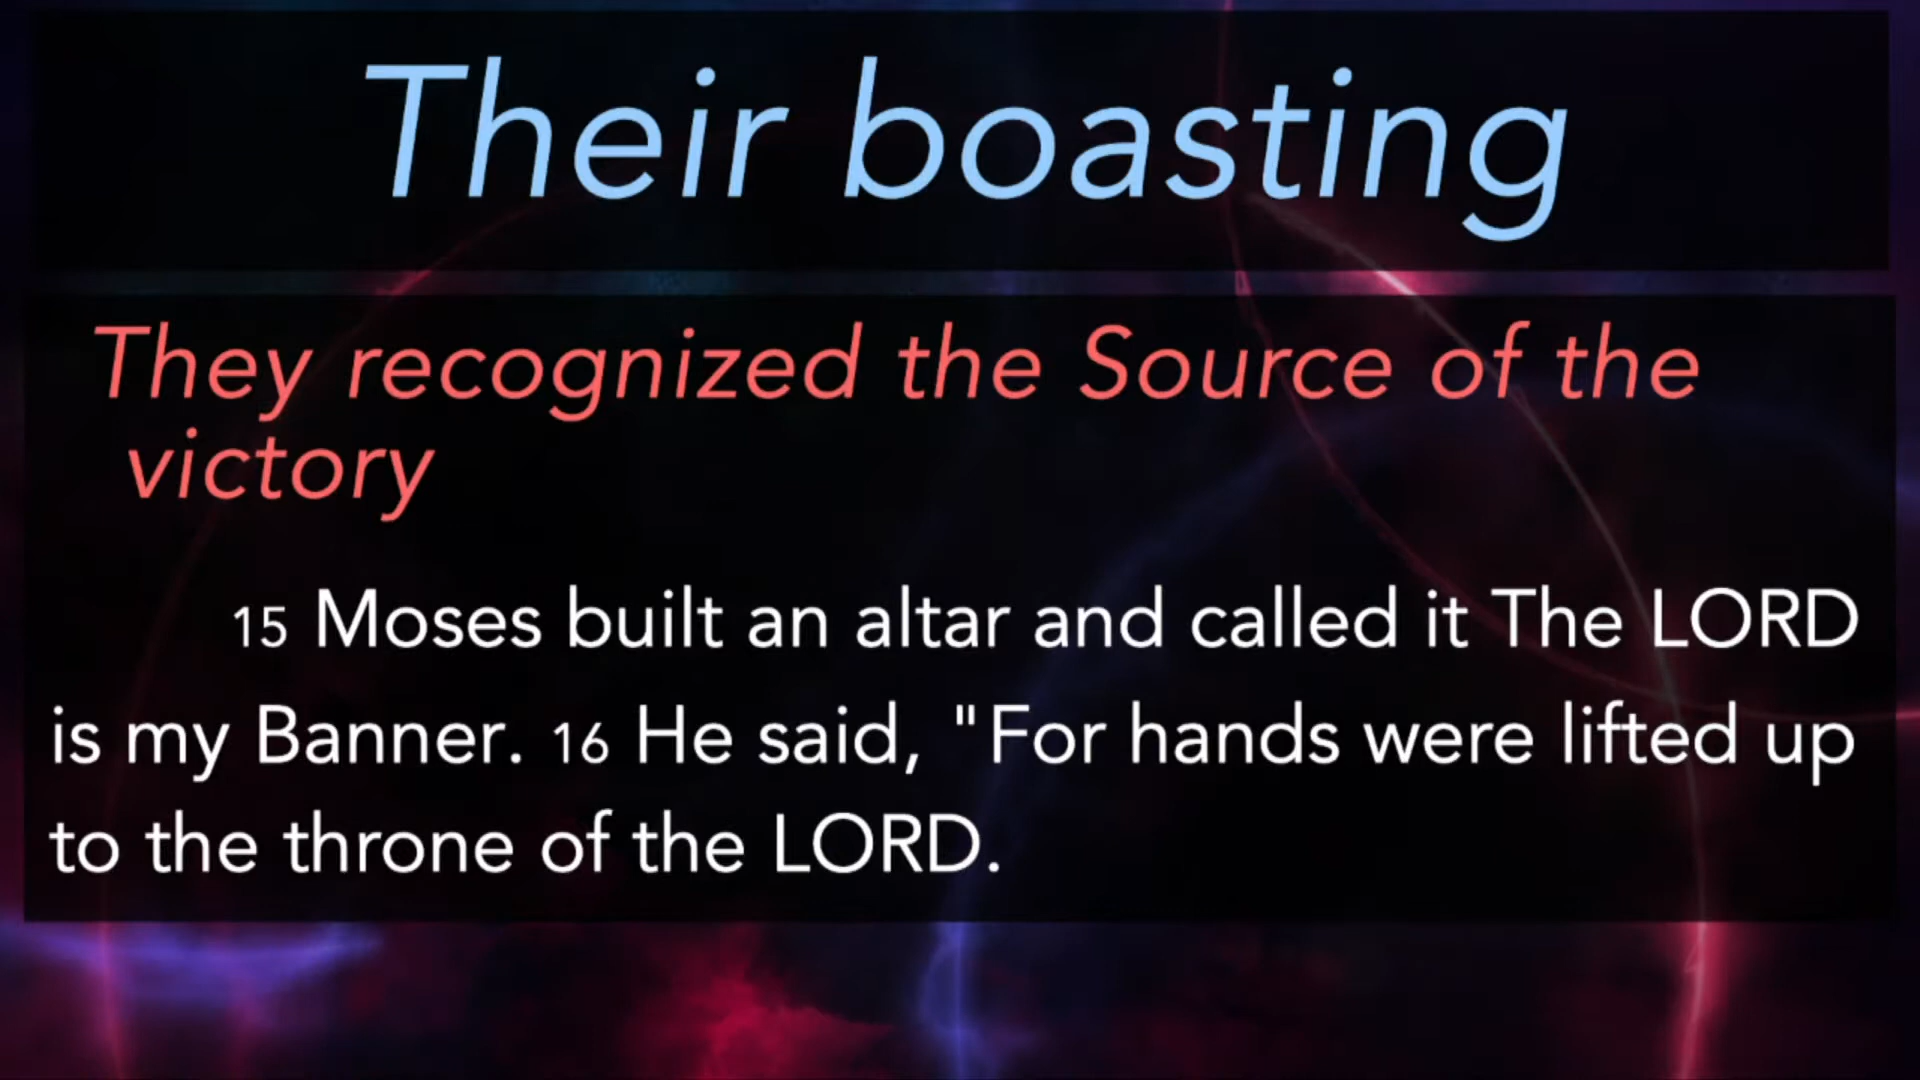 Their boasting
They recognized the Source of the
victory
15 Moses built an altar and called it The LORD
is my Banner. 16 He said, "For hands were lifted up
to the throne of the LORD.